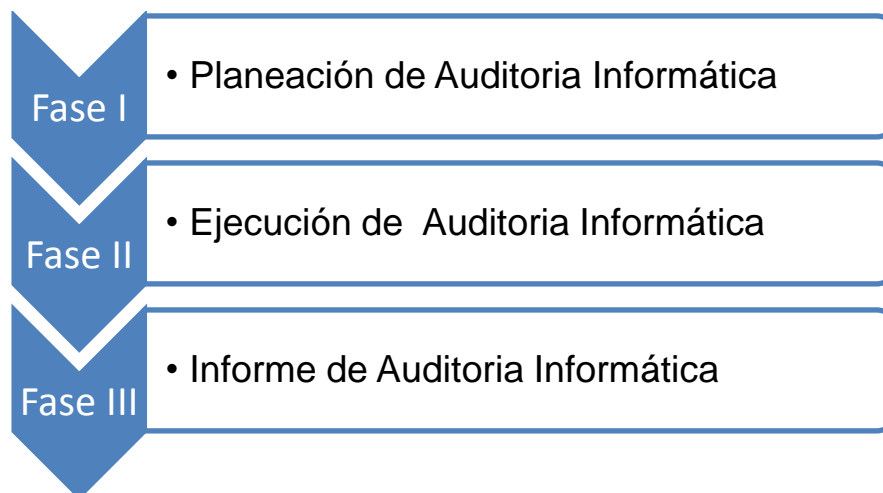 Fase I
• Planeación de Auditoria Informática
Fase II
• Ejecución de  Auditoria Informática
Fase III
• Informe de Auditoria Informática